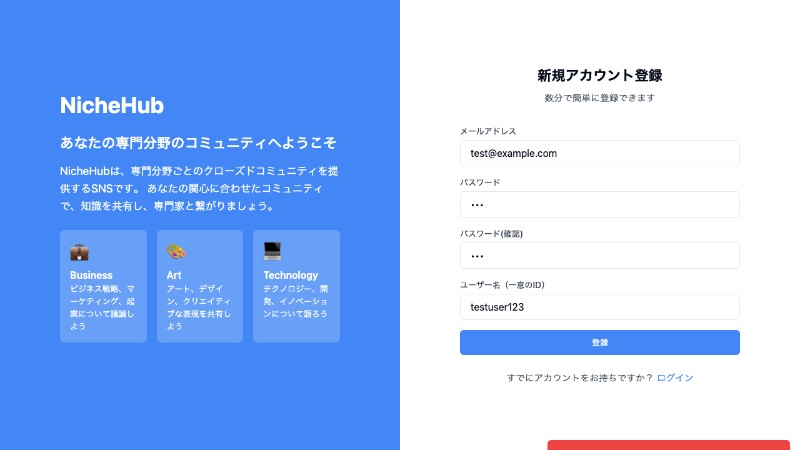 NicheHub
あなたの専門分野のコミュニティへようこそ
NicheHubは、専門分野ごとのクローズドコミュニティを提
供するSNSです。 あなたの関心に合わせたコミュニティ
で、知識を共有し、専門家と繋がりましょう。
Business
ビジネス戦略、マ
ーケティング、起
業について議論し
よう
Art
アート、デザイ
ン、クリエイティ
ブな表現を共有し
よう
Technology
テクノロジー、開
発、イノベーショ
ンについて語ろう
新規アカウント登録
数分で簡単に登録できます
メールアドレス
test@example.com
パスワード
•••
パスワード(確認)
•••
ユーザー名（一意のID）
testuser123
登録
すでにアカウントをお持ちですか？ ログイン